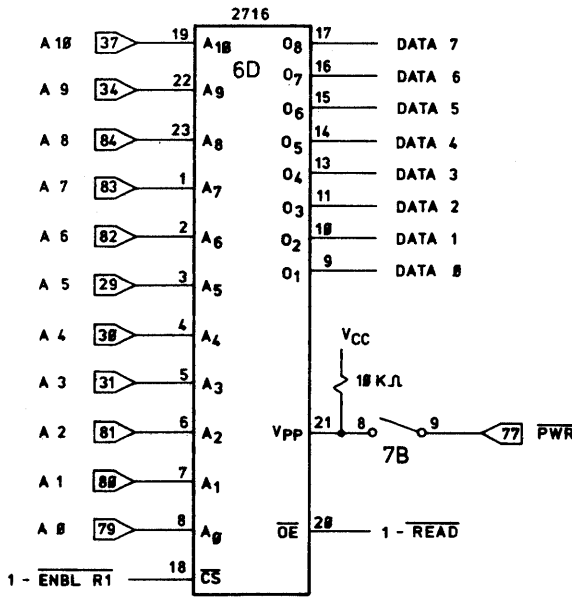 2716
6D
A 10 37 19 A10
A 9 34 22 A9
A 8 84 23 A8
A 7 83 1 A7
A 6 82 2 A6
A 5 29 3 A5
A 4 30 4 A4
A 3 31 5 A3
A 2 81 6 A2
A 1 80 7 A1
A 0 79 8 A0
1 - ENBL R1 18 CS
O8 17 DATA 7
O7 16 DATA 6
O6 15 DATA 5
O5 14 DATA 4
O4 13 DATA 3
O3 11 DATA 2
O2 10 DATA 1
O1 9 DATA 0
VCC
10 KΩ
VPP 21 8 9 77 PWR
7B
OE 20 1 - READ